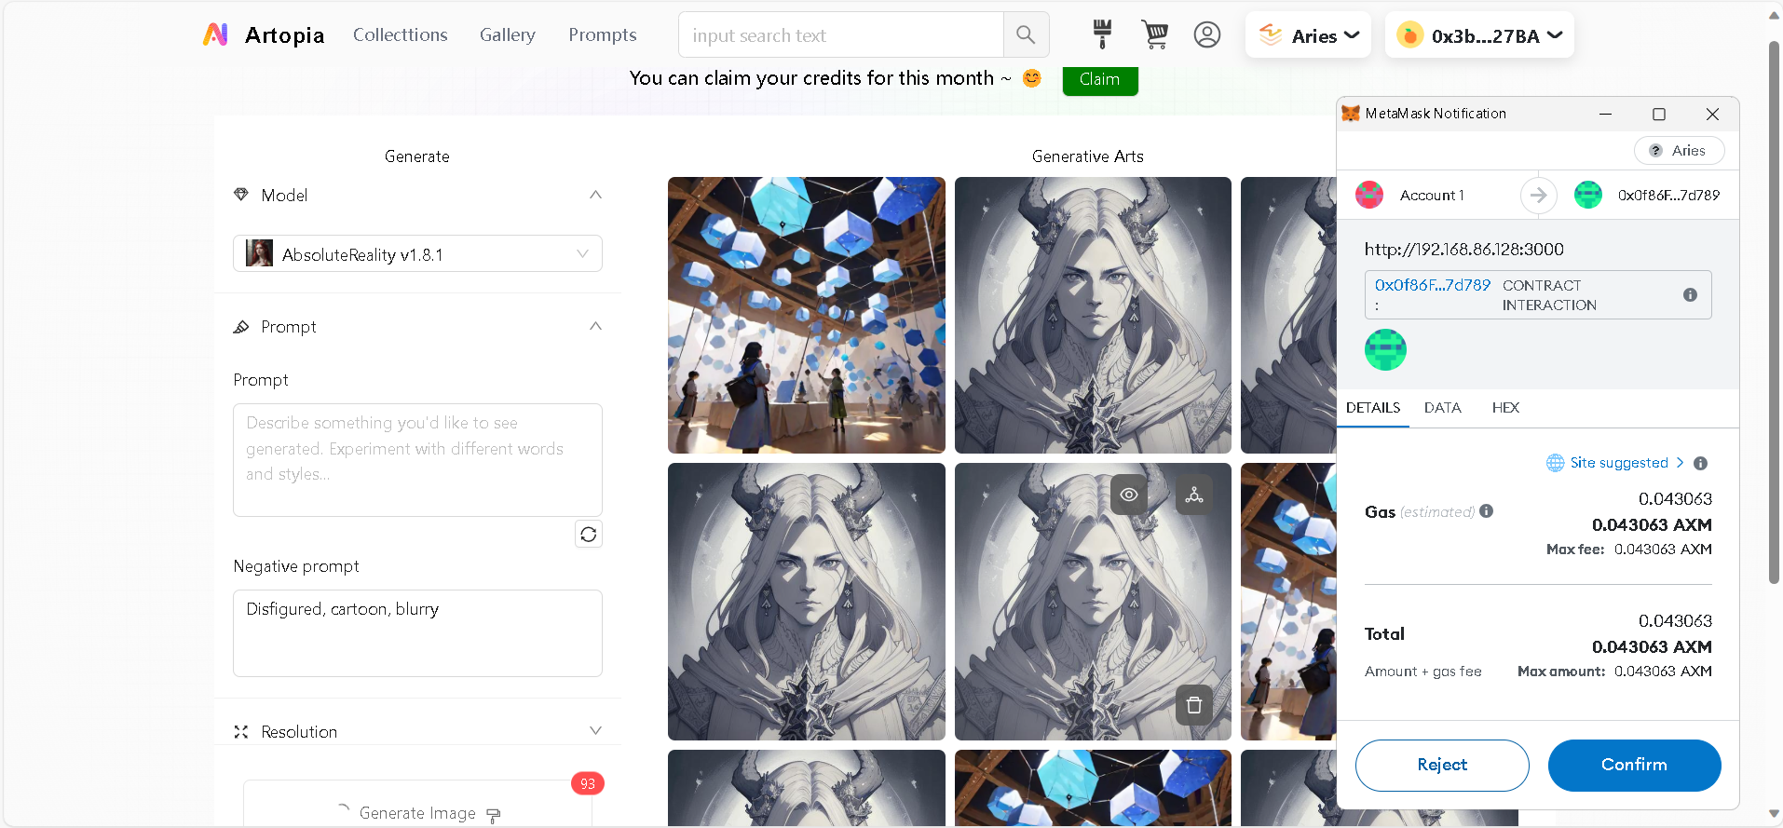 Artopia
Collecttions
Gallery
Prompts
input search text
Aries
0x3b...27BA
You can claim your credits for this month ~ 😊
Claim
Generate
Model
AbsoluteReality v1.8.1
Prompt
Prompt
Describe something you'd like to see
generated. Experiment with different words
and styles...
Negative prompt
Disfigured, cartoon, blurry
Resolution
93
Generate Image
Generative Arts
MetaMask Notification
Aries
Account 1
0x0f86F...7d789
http://192.168.86.128:3000
0x0f86F...7d789 CONTRACT
: INTERACTION
DETAILS DATA HEX
Site suggested >
0.043063
Gas (estimated) 0.043063 AXM
Max fee: 0.043063 AXM
0.043063
Total 0.043063 AXM
Amount + gas fee Max amount: 0.043063 AXM
Reject
Confirm